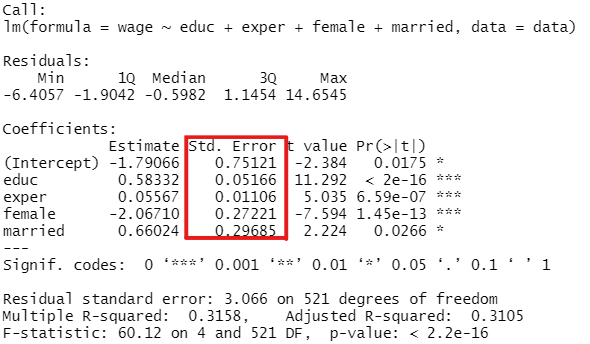 Call:
lm(formula = wage ~ educ + exper + female + married, data = data)
Residuals:
Min 1Q Median 3Q Max
-6.4057 -1.9042 -0.5982 1.1454 14.6545
Coefficients:
Estimate Std. Error t value Pr(>|t|)
(Intercept) -1.79066 0.75121 -2.384 0.0175 *
educ 0.58332 0.05166 11.292 < 2e-16 ***
exper 0.05567 0.01106 5.035 6.59e-07 ***
female -2.06710 0.27221 -7.594 1.45e-13 ***
married 0.66024 0.29685 2.224 0.0266 *
---
Signif. codes: 0 ‘***’ 0.001 ‘**’ 0.01 ‘*’ 0.05 ‘.’ 0.1 ‘ ’ 1
Residual standard error: 3.066 on 521 degrees of freedom
Multiple R-squared: 0.3158, Adjusted R-squared: 0.3105
F-statistic: 60.12 on 4 and 521 DF, p-value: < 2.2e-16